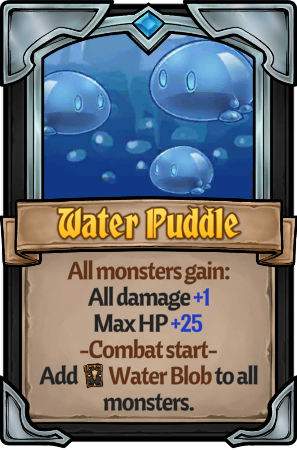 Water Puddle
All monsters gain:
All damage +1
Max HP +25
-Combat start-
Add Water Blob to all
monsters.